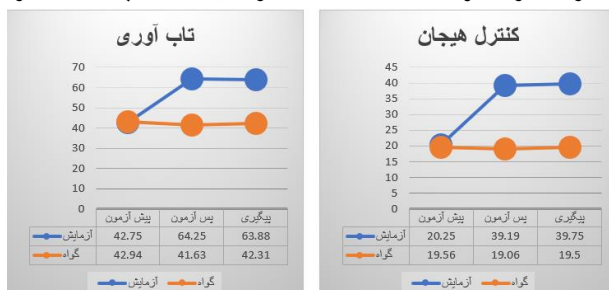 تاب آوری
70
60
50
40
30
20
10
0
پیش آزمون پس آزمون پیگیری
آزمایش 42.75 64.25 63.88
گواه 42.94 41.63 42.31
آزمایش گواه
کنترل هیجان
45
40
35
30
25
20
15
10
5
0
پیش آزمون پس آزمون پیگیری
آزمایش 20.25 39.19 39.75
گواه 19.56 19.06 19.5
آزمایش گواه